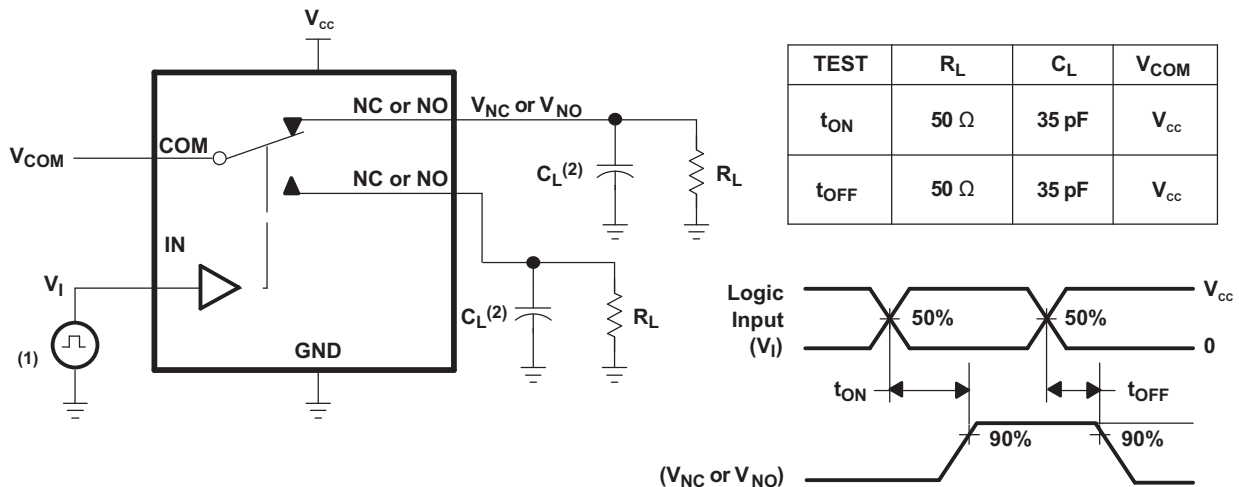 Vcc
NC or NO
VNC or VNO
COM
VCOM
CL(2)
RL
NC or NO
IN
VI
CL(2)
RL
(1)
GND
TEST RL CL VCOM
tON 50 Ω 35 pF Vcc
tOFF 50 Ω 35 pF Vcc
Logic
Input
(VI)
50%
50%
Vcc
0
tON
tOFF
90%
90%
(VNC or VNO)